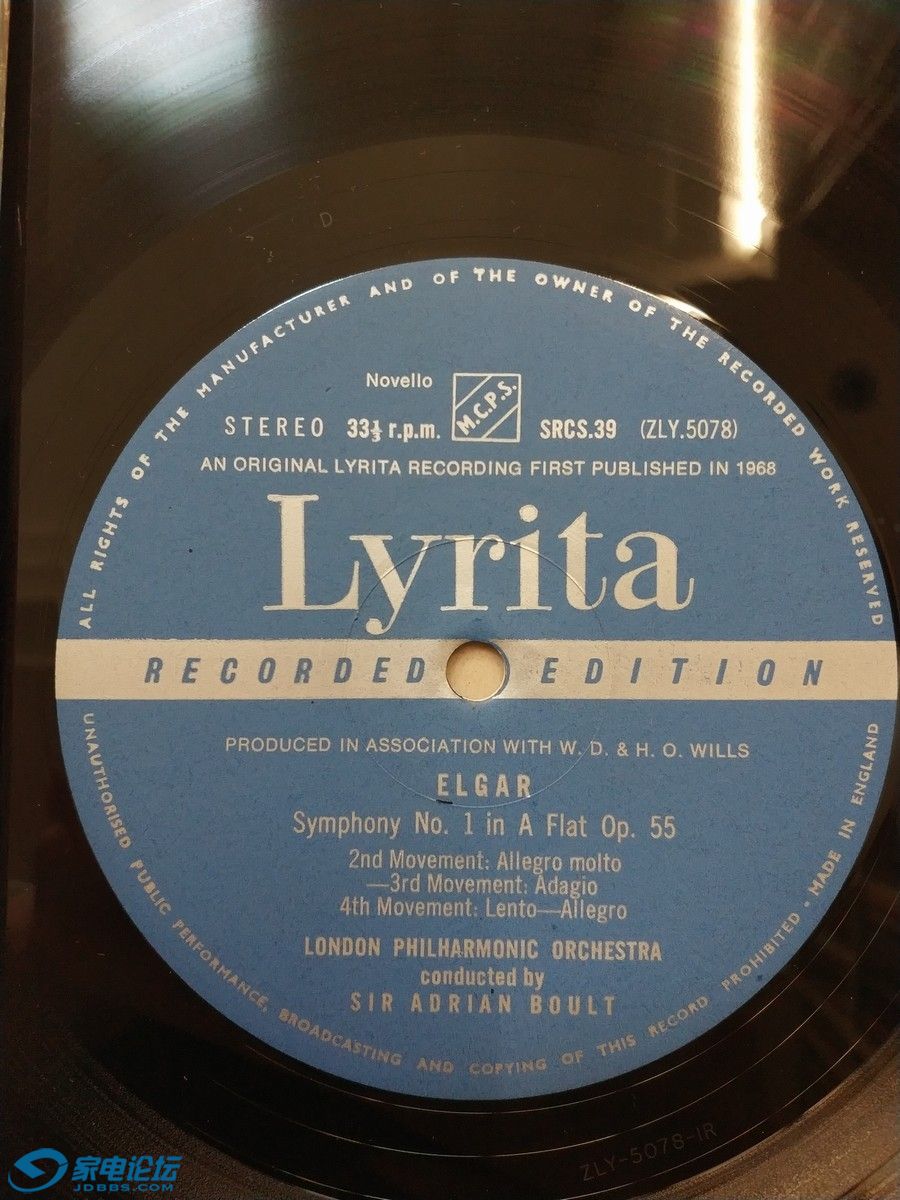 D
ALL RIGHTS OF THE MANUFACTURER AND OF THE OWNER OF THE RECORDED WORK RESERVED
Novello
M.C.P.S.
STEREO 33⅓ r.p.m. SRCS.39 (ZLY.5078)
AN ORIGINAL LYRITA RECORDING FIRST PUBLISHED IN 1968
Lyrita
RECORDED EDITION
PRODUCED IN ASSOCIATION WITH W. D. & H. O. WILLS
ELGAR
Symphony No. 1 in A Flat Op. 55
2nd Movement: Allegro molto
—3rd Movement: Adagio
4th Movement: Lento—Allegro
LONDON PHILHARMONIC ORCHESTRA
conducted by
SIR ADRIAN BOULT
UNAUTHORISED PUBLIC PERFORMANCE, BROADCASTING AND COPYING OF THIS RECORD PROHIBITED · MADE IN ENGLAND
ZLY-5078-1R
家电论坛
JDBBS.COM